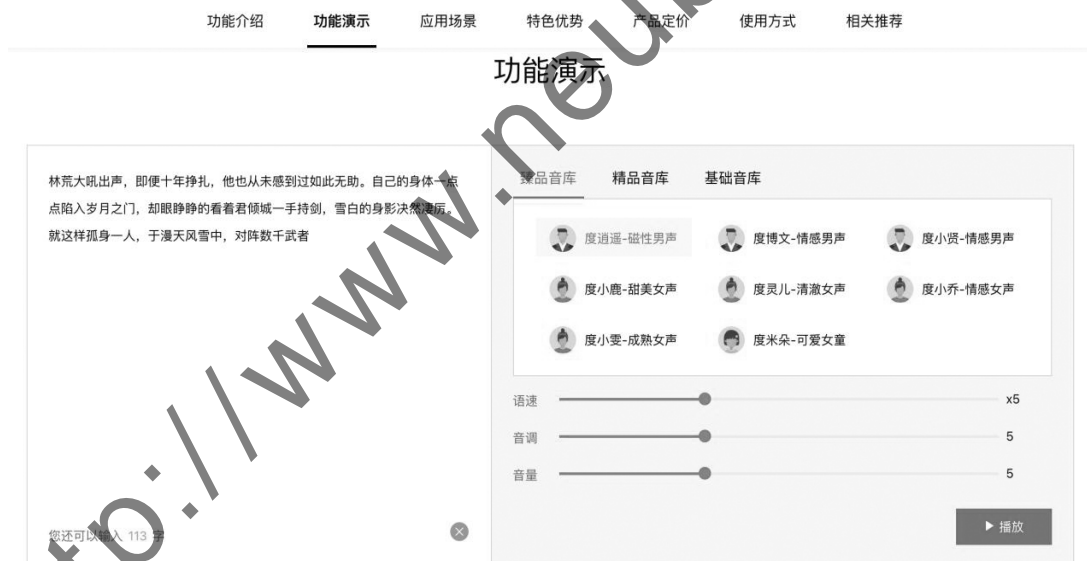 功能介绍 功能演示 应用场景 特色优势 产品定价 使用方式 相关推荐
功能演示
林荒大吼出声，即便十年挣扎，他也从未感到过如此无助。自己的身体一点
点陷入岁月之门，却眼睁睁的看着君倾城一手持剑，雪白的身影决然凄厉。
就这样孤身一人，于漫天风雪中，对阵数千武者
您还可以输入 113 字
臻品音库 精品音库 基础音库
度逍遥-磁性男声 度博文-情感男声 度小贤-情感男声
度小鹿-甜美女声 度灵儿-清澈女声 度小乔-情感女声
度小雯-成熟女声 度米朵-可爱女童
语速 x5
音调 5
音量 5
播放
tp://www.neu